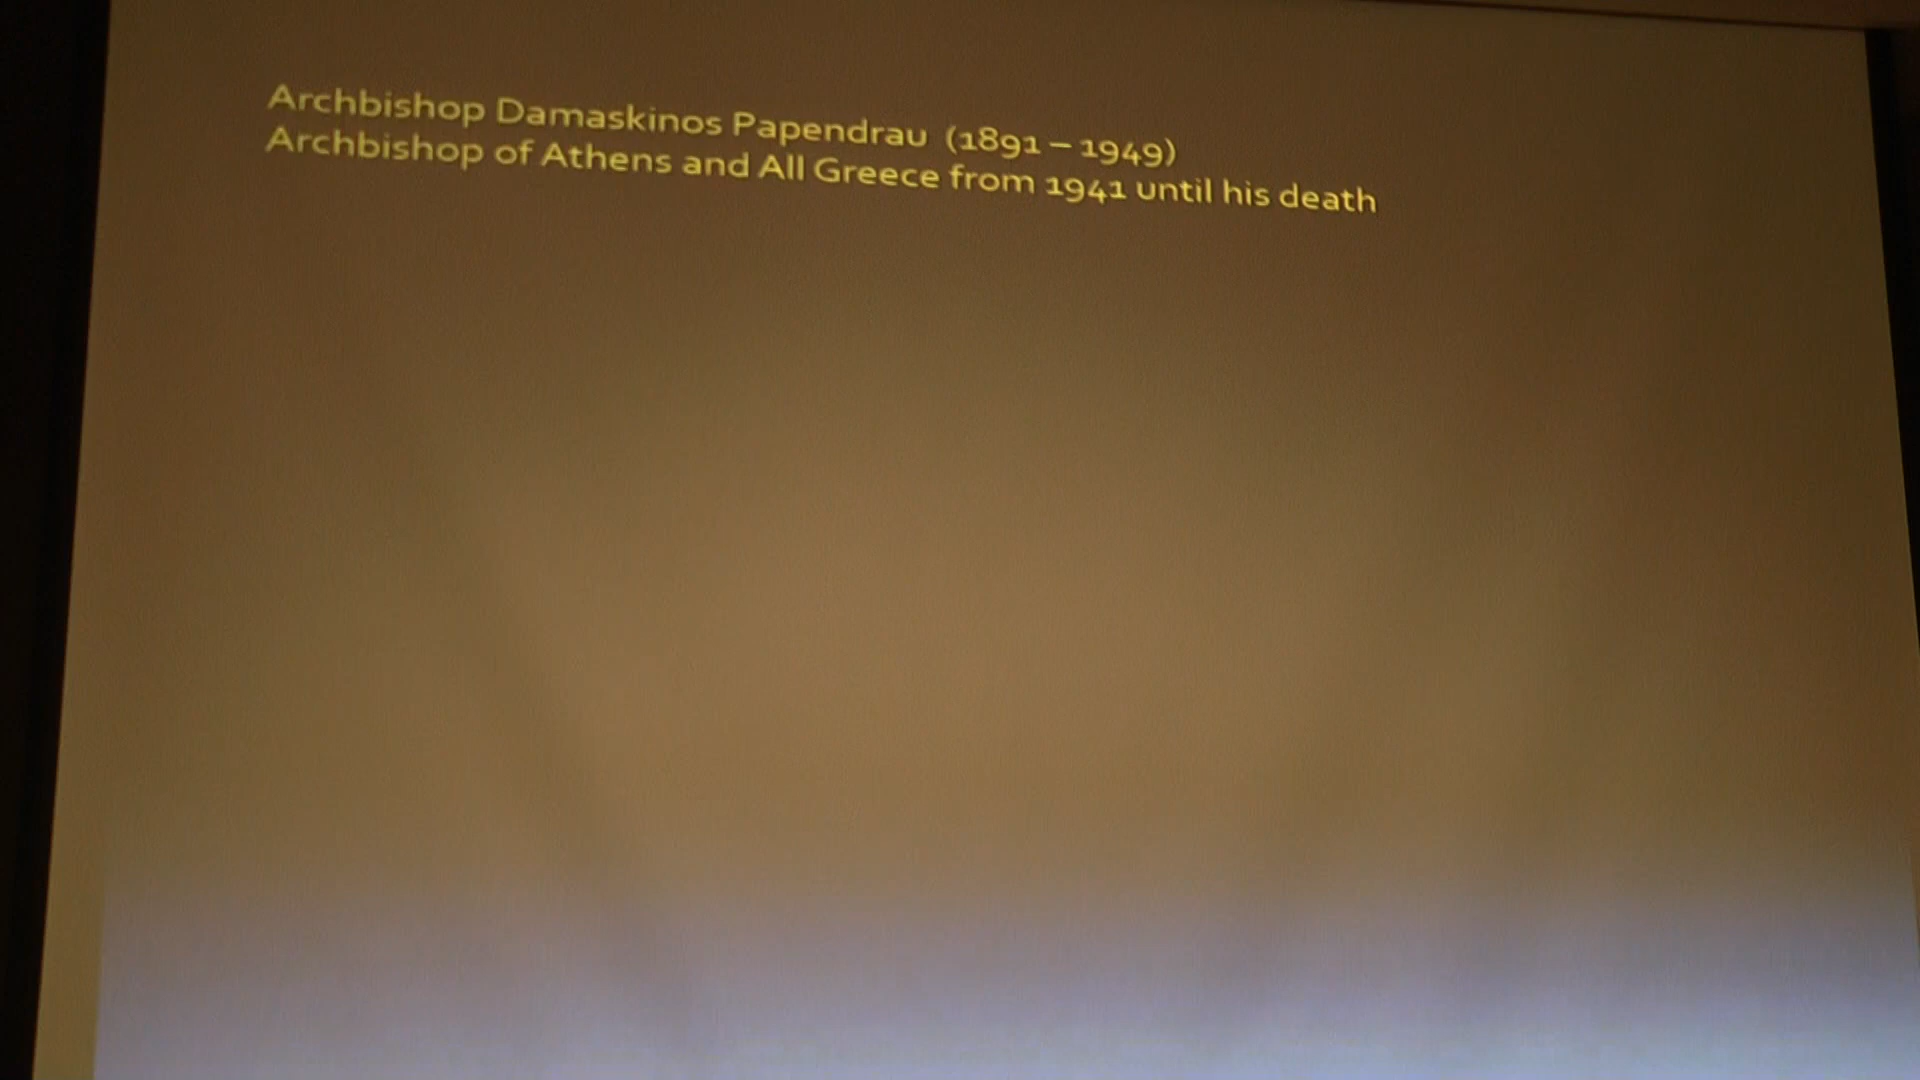 Archbishop Damaskinos Papendrau (1891 – 1949)
Archbishop of Athens and All Greece from 1941 until his death